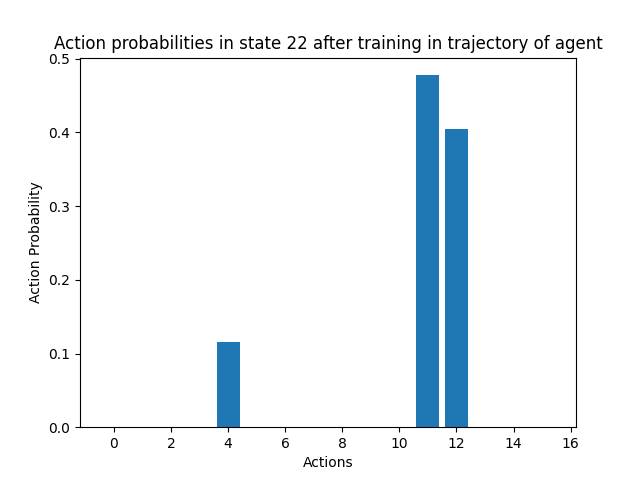 Action probabilities in state 22 after training in trajectory of agent
0.5
0.4
0.3
0.2
0.1
0.0
Action Probability
0 2 4 6 8 10 12 14 16
Actions